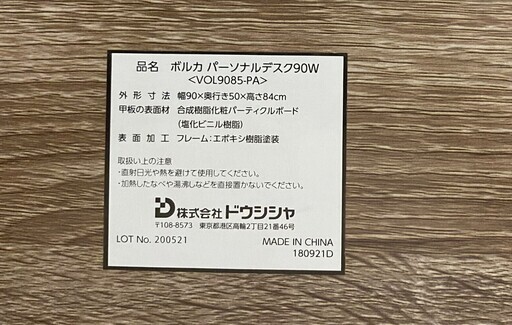 品名 ボルカ パーソナルデスク90W
<VOL9085-PA>
外形寸法 幅90×奥行き50×高さ84cm
甲板の表面材 合成樹脂化粧パーティクルボード
(塩化ビニル樹脂)
表面加工 フレーム:エポキシ樹脂塗装
取扱い上の注意
・直射日光や熱を避けて使用してください。
・加熱したなべや湯沸しなどを直接置かないでください。
株式会社 ドウシシャ
〒108-8573 東京都港区高輪2丁目21番46号
LOT No. 200521
MADE IN CHINA
180921D